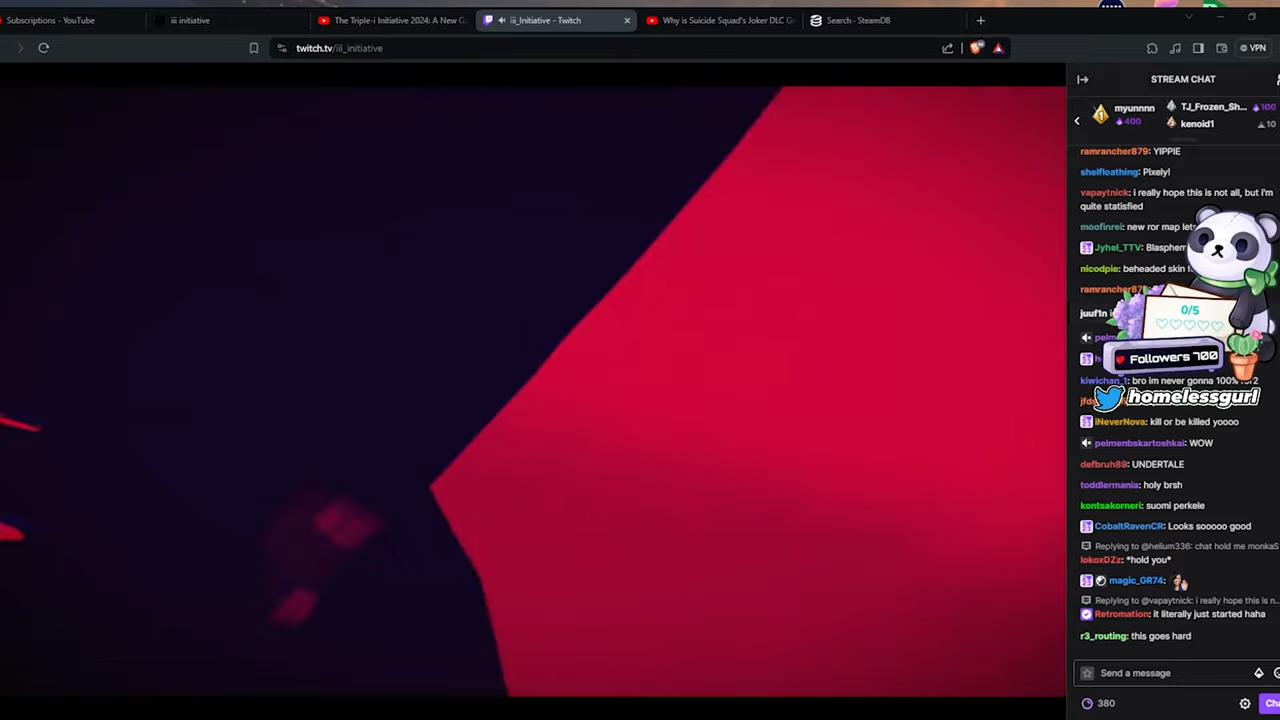 Subscriptions - YouTube
iii initiative
The Triple-i Initiative 2024: A New G
iii_Initiative - Twitch
Why is Suicide Squad's Joker DLC G
Search - SteamDB
twitch.tv/iii_initiative
VPN
STREAM CHAT
myunnnn
400
TJ_Frozen_Sh... 100
kenoid1 10
ramrancher879: YIPPIE
shelfloathing: Pixely!
vapaytnick: i really hope this is not all, but i'm
quite statisfied
moofinrei: new ror map
Jyhel_TTV:
nicodpie: beheaded skin
0/5
juuf1n
Followers 700
kiwichan_1: bro im never gonna 100%
homelessgurl
iNeverNova: kill or be killed yoooo
pelmenbskartoshkai: WOW
defbruh89: UNDERTALE
toddlermania: holy brsh
kontsakorneri: suomi perkele
CobaltRavenCR: Looks sooooo good
Replying to @helium336: chat hold me monkaS
iokoxDZz: *hold you*
magic_GR74:
Replying to @vapaytnick: i really hope this is n...
Retromation: it literally just started haha
r3_routing: this goes hard
Send a message
380